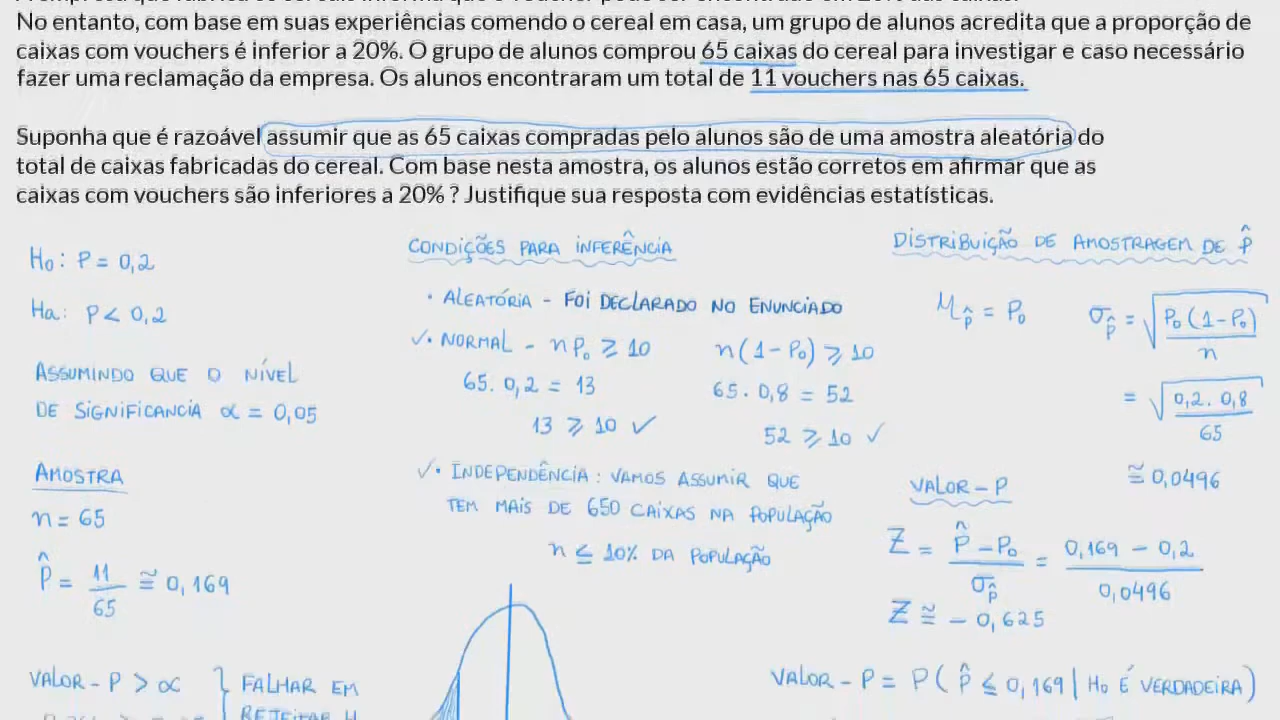 No entanto, com base em suas experiências comendo o cereal em casa, um grupo de alunos acredita que a proporção de
caixas com vouchers é inferior a 20%. O grupo de alunos comprou 65 caixas do cereal para investigar e caso necessário
fazer uma reclamação da empresa. Os alunos encontraram um total de 11 vouchers nas 65 caixas.
Suponha que é razoável assumir que as 65 caixas compradas pelo alunos são de uma amostra aleatória do
total de caixas fabricadas do cereal. Com base nesta amostra, os alunos estão corretos em afirmar que as
caixas com vouchers são inferiores a 20% ? Justifique sua resposta com evidências estatísticas.
H₀: P = 0,2
Ha: P < 0,2
ASSUMINDO QUE O NÍVEL
DE SIGNIFICANCIA α = 0,05
AMOSTRA
n = 65
p̂ = 11/65 ≅ 0,169
VALOR-P > α } FALHAR EM
REJEITAR H
CONDIÇÕES PARA INFERÊNCIA
• ALEATÓRIA - FOI DECLARADO NO ENUNCIADO
✓• NORMAL - nP₀ ≥ 10 n(1-P₀) ≥ 10
65. 0,2 = 13 65. 0,8 = 52
13 ≥ 10 ✓ 52 ≥ 10 ✓
✓• INDEPENDÊNCIA: VAMOS ASSUMIR QUE
TEM MAIS DE 650 CAIXAS NA POPULAÇÃO
n ≤ 10% DA POPULAÇÃO
DISTRIBUIÇÃO DE AMOSTRAGEM DE p̂
μp̂ = P₀ σp̂ = √(P₀(1-P₀)/n)
= √(0,2. 0,8/65)
≅ 0,0496
VALOR-P
Z = (p̂ - P₀)/σp̂ = (0,169 - 0,2)/0,0496
Z ≅ -0,625
VALOR-P = P(p̂ ≤ 0,169 | H₀ É VERDADEIRA)